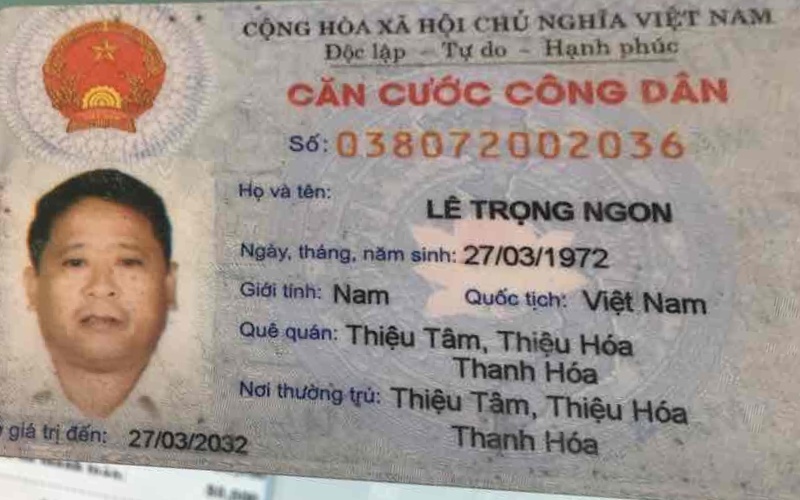 CỘNG HÒA XÃ HỘI CHỦ NGHĨA VIỆT NAM
Độc lập - Tự do - Hạnh phúc
CĂN CƯỚC CÔNG DÂN
Số: 038072002036
Họ và tên:
LÊ TRỌNG NGON
Ngày, tháng, năm sinh: 27/03/1972
Giới tính: Nam Quốc tịch: Việt Nam
Quê quán: Thiệu Tâm, Thiệu Hóa
Thanh Hóa
Nơi thường trú: Thiệu Tâm, Thiệu Hóa
Thanh Hóa
giá trị đến: 27/03/2032